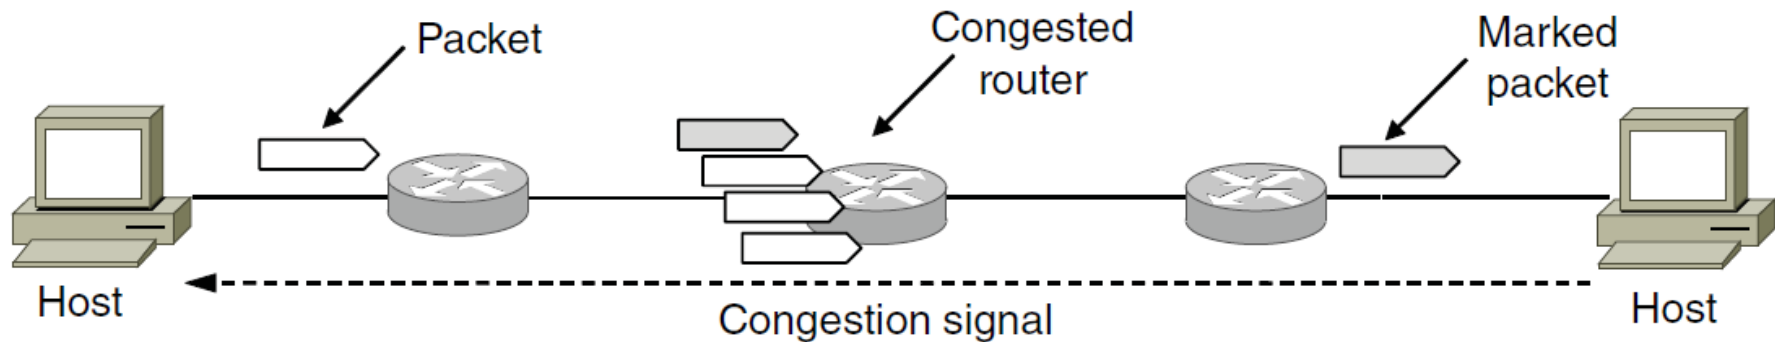 Packet
Congested
router
Marked
packet
Host
Congestion signal
Host